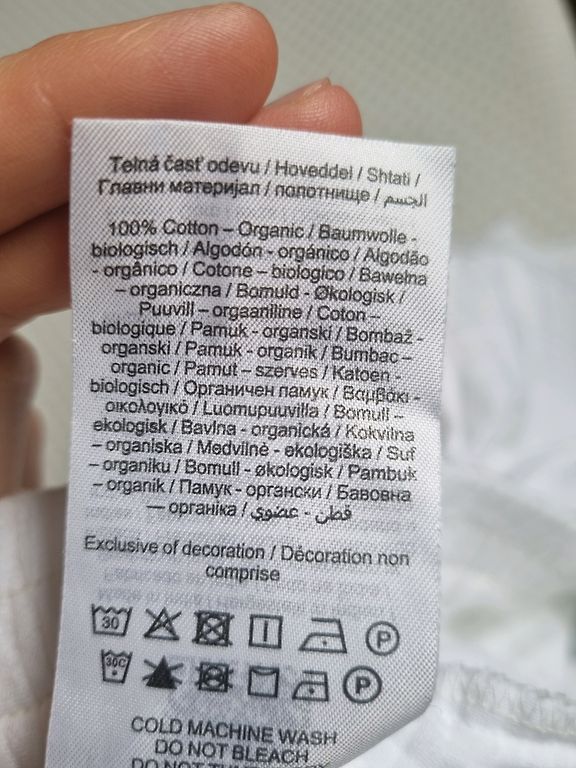 Telná časť odevu / Hoveddel / Shtati /
Главни материјал / полотнище / الجسم
100% Cotton – Organic / Baumwolle -
biologisch / Algodón - orgánico / Algodão
- orgânico / Cotone – biologico / Bawełna
– organiczna / Bomuld - Økologisk /
Puuvill – orgaaniline / Coton –
biologique / Pamuk - organski / Bombaž -
organski / Pamuk - organik / Bumbac –
organic / Pamut – szerves / Katoen -
biologisch / Органичен памук / Βαμβάκι -
οικολογικό / Luomupuuvilla / Bomull –
ekologisk / Bavlna - organická / Kokvilna
– organiska / Medvilnė - ekologiška / Suf
– organiku / Bomull - økologisk / Pambuk
– organik / Памук - органски / Бавовна
— органіка / قطن - عضوي
Exclusive of decoration / Décoration non
comprise
30 P
30C P
COLD MACHINE WASH
DO NOT BLEACH
DO NOT